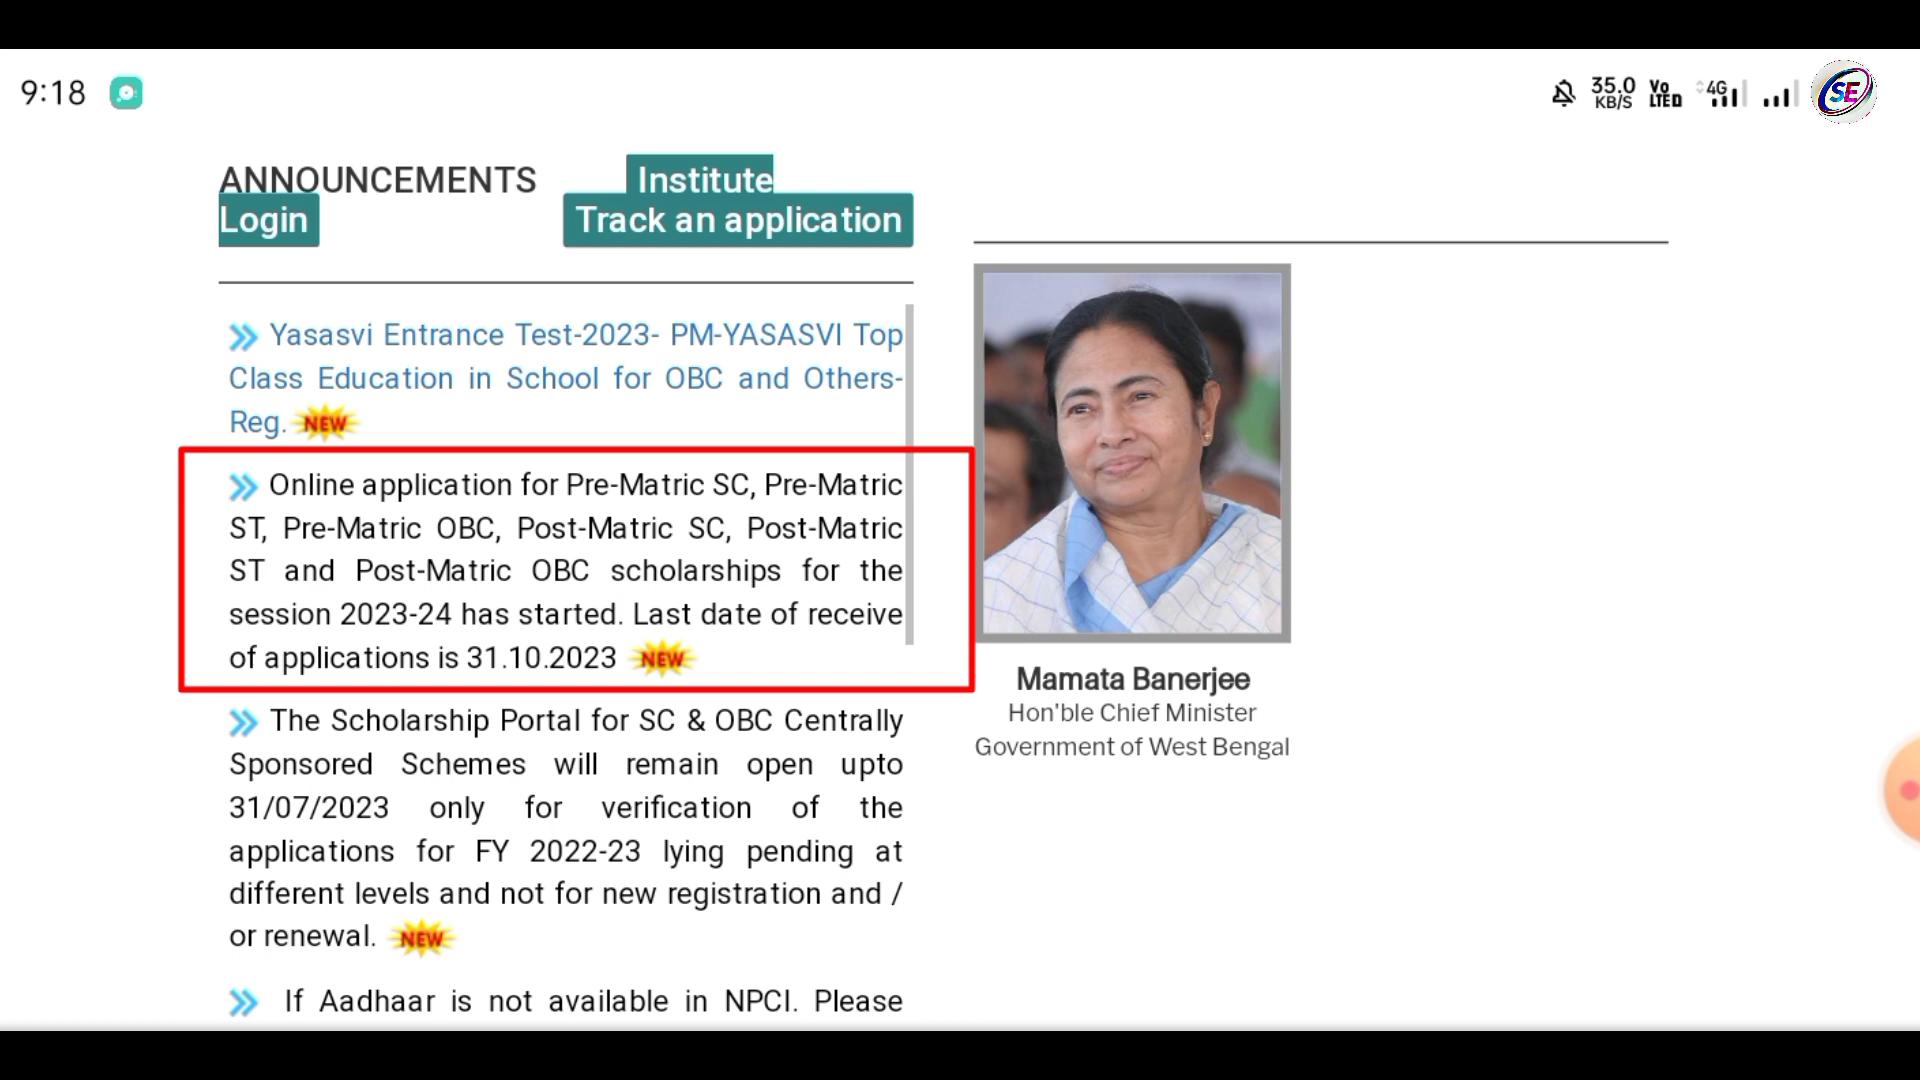 9:18
35.0
KB/S
Vo
LTE
4G
SE
ANNOUNCEMENTS Institute
Login Track an application
Yasasvi Entrance Test-2023- PM-YASASVI Top
Class Education in School for OBC and Others-
Reg. NEW
Online application for Pre-Matric SC, Pre-Matric
ST, Pre-Matric OBC, Post-Matric SC, Post-Matric
ST and Post-Matric OBC scholarships for the
session 2023-24 has started. Last date of receive
of applications is 31.10.2023 NEW
The Scholarship Portal for SC & OBC Centrally
Sponsored Schemes will remain open upto
31/07/2023 only for verification of the
applications for FY 2022-23 lying pending at
different levels and not for new registration and /
or renewal. NEW
If Aadhaar is not available in NPCI. Please
Mamata Banerjee
Hon'ble Chief Minister
Government of West Bengal